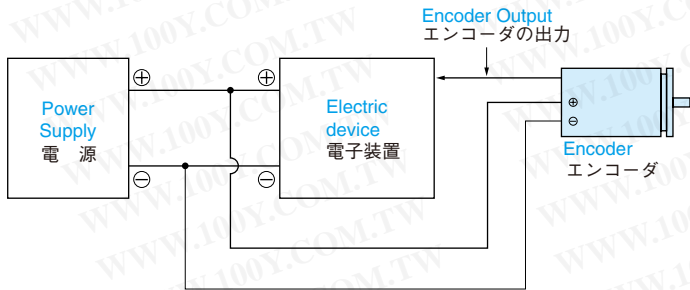 Encoder Output
エンコーダの出力
⊕
⊕
Power
Supply
電 源
Electric
device
電子装置
⊕
⊖
⊖
⊖
Encoder
エンコーダ
WWW.100Y.COM.TW